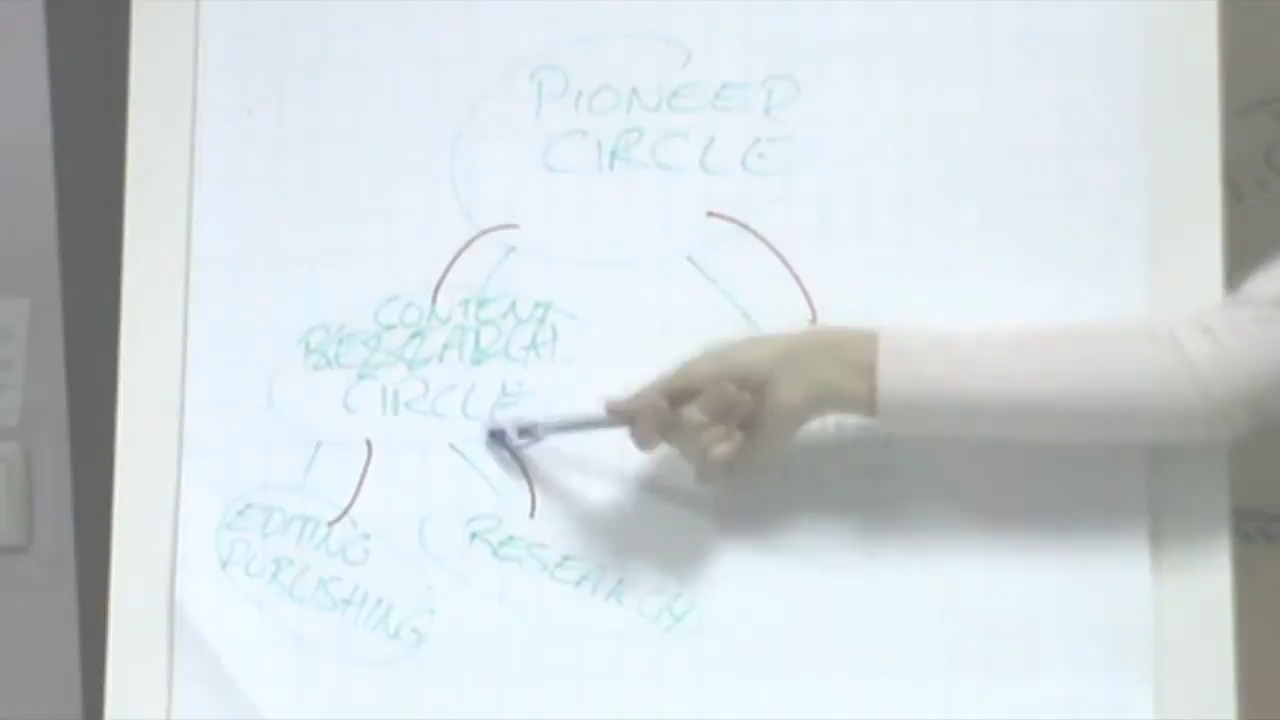 PIONEER
CIRCLE
CONTENT
RESEARCH
CIRCLE
EDITING
PUBLISHING
RESEARCH